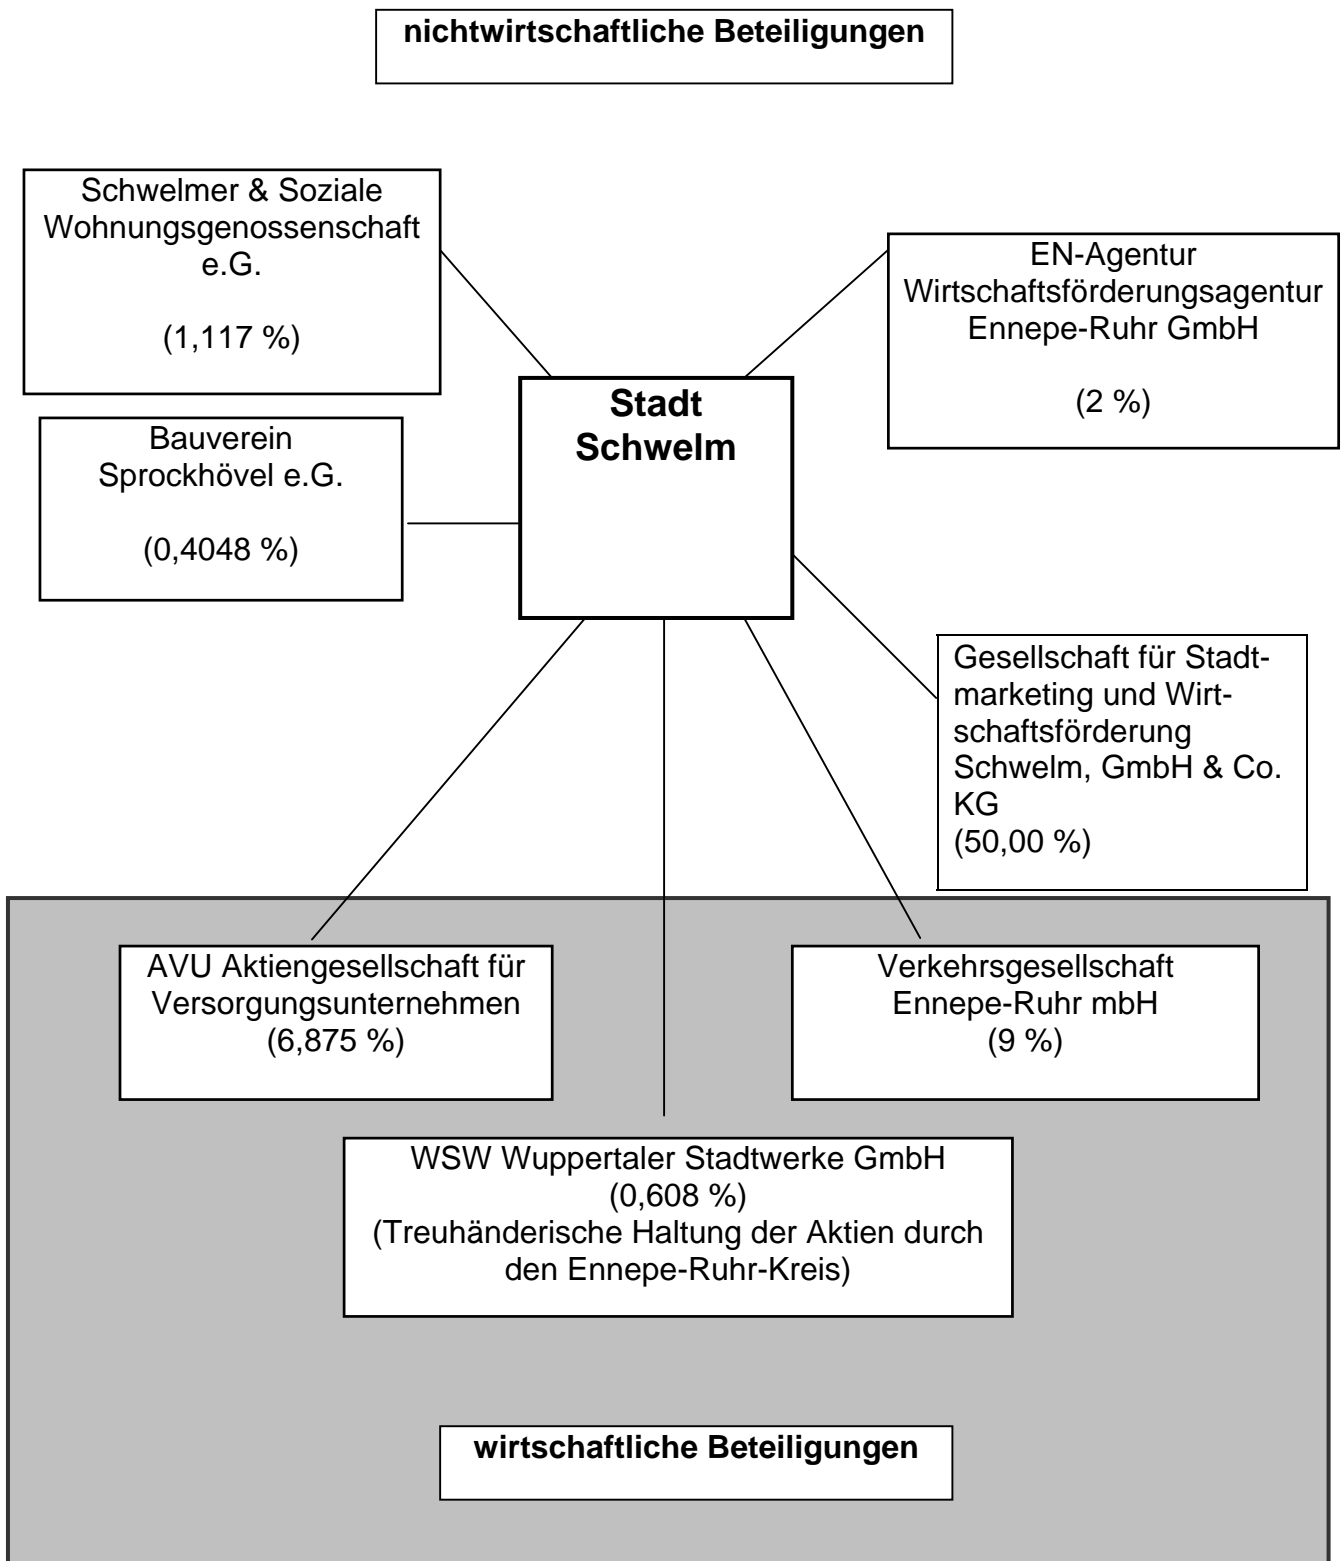 nichtwirtschaftliche Beteiligungen
Schwelmer & Soziale
Wohnungsgenossenschaft
e.G.
(1,117 %)
EN-Agentur
Wirtschaftsförderungsagentur
Ennepe-Ruhr GmbH
(2 %)
Stadt
Schwelm
Bauverein
Sprockhövel e.G.
(0,4048 %)
Gesellschaft für Stadt-
marketing und Wirt-
schaftsförderung
Schwelm, GmbH & Co.
KG
(50,00 %)
AVU Aktiengesellschaft für
Versorgungsunternehmen
(6,875 %)
Verkehrsgesellschaft
Ennepe-Ruhr mbH
(9 %)
WSW Wuppertaler Stadtwerke GmbH
(0,608 %)
(Treuhänderische Haltung der Aktien durch
den Ennepe-Ruhr-Kreis)
wirtschaftliche Beteiligungen